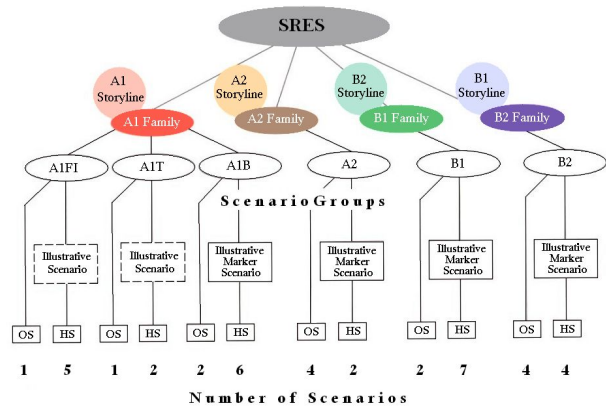 SRES
A1
Storyline
A2
Storyline
B2
Storyline
B1
Storyline
A1 Family
A2 Family
B1 Family
B2 Family
A1FI
A1T
A1B
A2
B1
B2
Scenario Groups
Illustrative
Scenario
Illustrative
Scenario
Illustrative
Marker
Scenario
Illustrative
Marker
Scenario
Illustrative
Marker
Scenario
Illustrative
Marker
Scenario
OS HS OS HS OS HS OS HS OS HS OS HS
1 5 1 2 2 6 4 2 2 7 4 4
Number of Scenarios